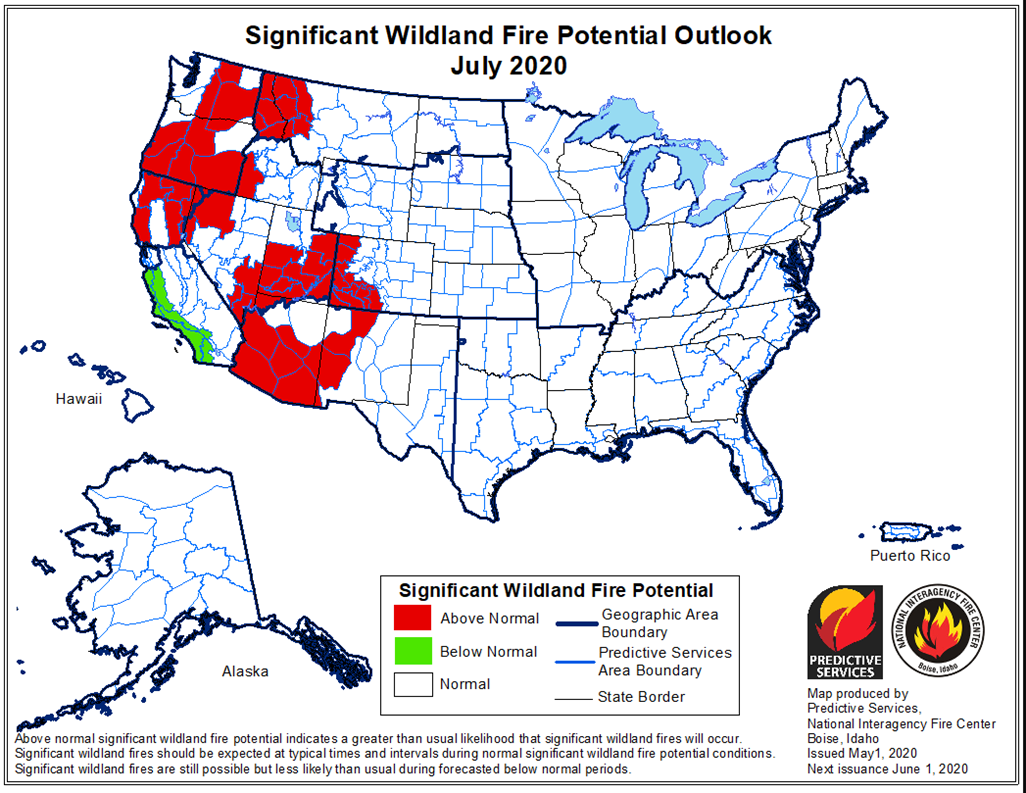 Significant Wildland Fire Potential Outlook
July 2020
Hawaii
Alaska
Puerto Rico
Significant Wildland Fire Potential
Above Normal
Below Normal
Normal
Geographic Area
Boundary
Predictive Services
Area Boundary
State Border
PREDICTIVE
SERVICES
NATIONAL INTERAGENCY FIRE CENTER
Boise, Idaho
Map produced by
Predictive Services,
National Interagency Fire Center
Boise, Idaho
Issued May1, 2020
Next issuance June 1, 2020
Above normal significant wildland fire potential indicates a greater than usual likelihood that significant wildland fires will occur.
Significant wildland fires should be expected at typical times and intervals during normal significant wildland fire potential conditions.
Significant wildland fires are still possible but less likely than usual during forecasted below normal periods.